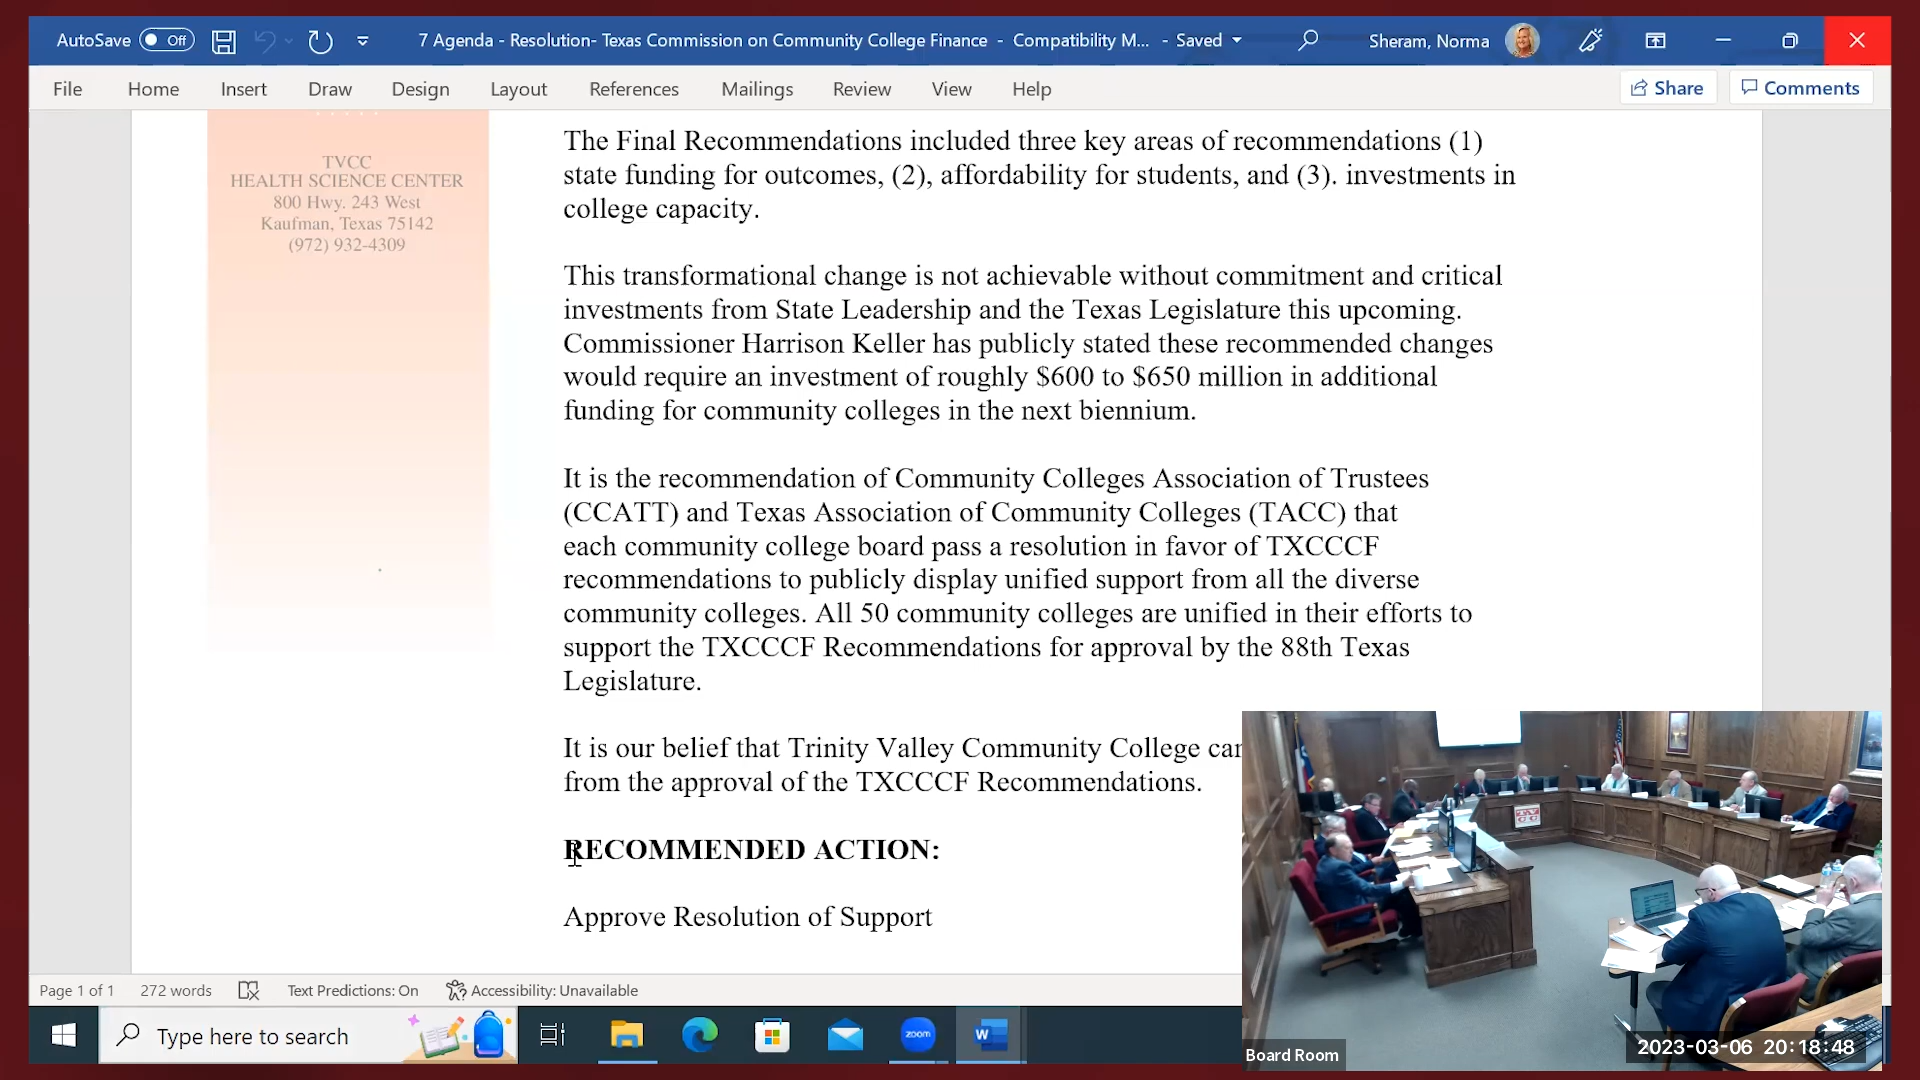 AutoSave Off 7 Agenda - Resolution- Texas Commission on Community College Finance - Compatibility M... - Saved Sheram, Norma
File Home Insert Draw Design Layout References Mailings Review View Help Share Comments
TVCC
HEALTH SCIENCE CENTER
800 Hwy. 243 West
Kaufman, Texas 75142
(972) 932-4309
The Final Recommendations included three key areas of recommendations (1)
state funding for outcomes, (2), affordability for students, and (3). investments in
college capacity.
This transformational change is not achievable without commitment and critical
investments from State Leadership and the Texas Legislature this upcoming.
Commissioner Harrison Keller has publicly stated these recommended changes
would require an investment of roughly $600 to $650 million in additional
funding for community colleges in the next biennium.
It is the recommendation of Community Colleges Association of Trustees
(CCATT) and Texas Association of Community Colleges (TACC) that
each community college board pass a resolution in favor of TXCCCF
recommendations to publicly display unified support from all the diverse
community colleges. All 50 community colleges are unified in their efforts to
support the TXCCCF Recommendations for approval by the 88th Texas
Legislature.
It is our belief that Trinity Valley Community College can
from the approval of the TXCCCF Recommendations.
RECOMMENDED ACTION:
Approve Resolution of Support
Page 1 of 1 272 words Text Predictions: On Accessibility: Unavailable
Type here to search
zoom
Board Room
2023-03-06 20:18:48